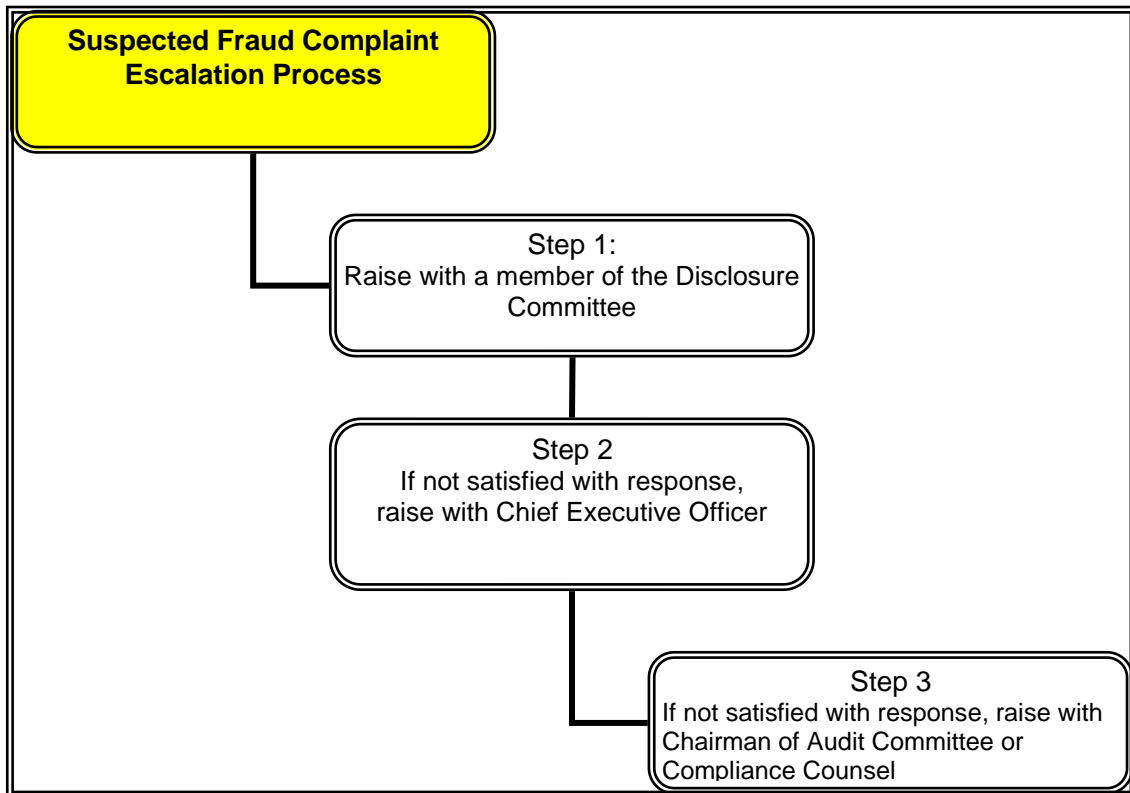 Suspected Fraud Complaint
Escalation Process
Step 1:
Raise with a member of the Disclosure
Committee
Step 2
If not satisfied with response,
raise with Chief Executive Officer
Step 3
If not satisfied with response, raise with
Chairman of Audit Committee or
Compliance Counsel